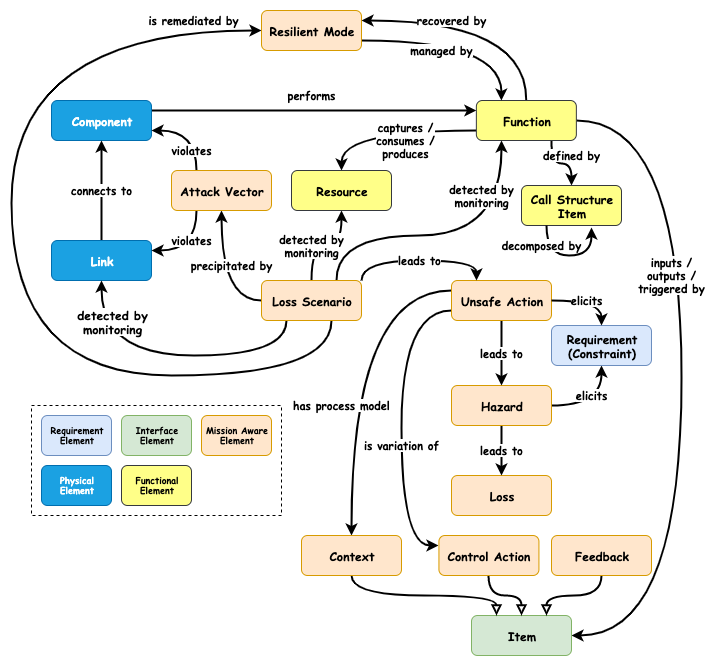 is remediated by
Resilient Mode
recovered by
managed by
performs
Component
Function
captures /
consumes /
produces
violates
defined by
connects to
Attack Vector
Resource
detected by
monitoring
Call Structure
Item
violates
detected by
monitoring
decomposed by
Link
precipitated by
leads to
inputs /
outputs /
triggered by
Loss Scenario
Unsafe Action
elicits
detected by
monitoring
Requirement
(Constraint)
leads to
elicits
has process model
Hazard
Requirement
Element
Interface
Element
Mission Aware
Element
is variation of
leads to
Physical
Element
Functional
Element
Loss
Context
Control Action
Feedback
Item